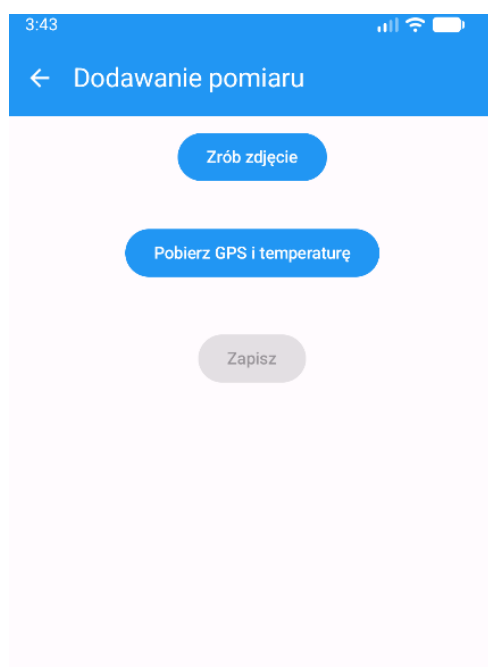 3:43
Dodawanie pomiaru
Zrób zdjęcie
Pobierz GPS i temperaturę
Zapisz